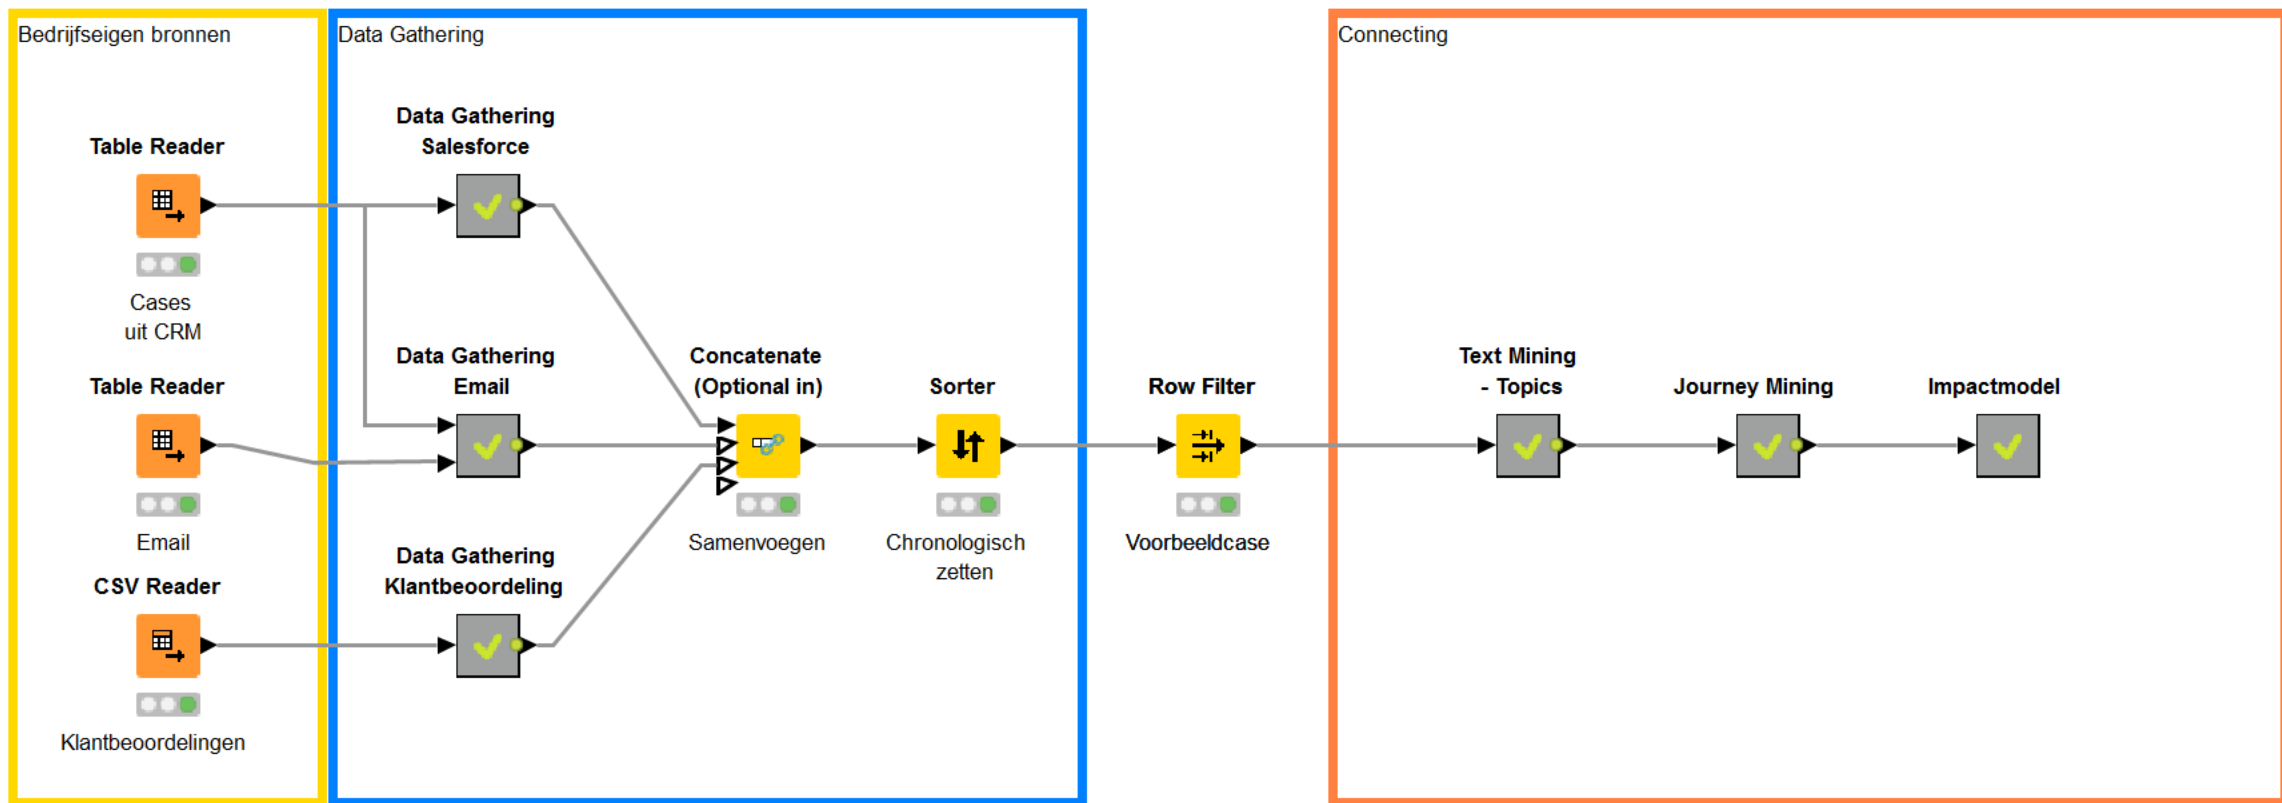 Bedrijfseigen bronnen
Data Gathering
Connecting
Table Reader
Cases
uit CRM
Table Reader
Email
CSV Reader
Klantbeoordelingen
Data Gathering
Salesforce
Data Gathering
Email
Data Gathering
Klantbeoordeling
Concatenate
(Optional in)
Samenvoegen
Sorter
Chronologisch
zetten
Row Filter
Voorbeeldcase
Text Mining
- Topics
Journey Mining
Impactmodel